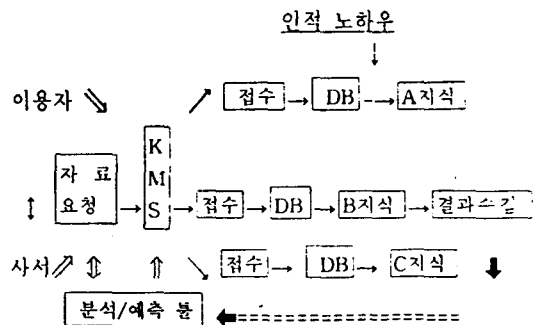 인적 노하우
이용자 접수 DB A지식
K
자 료 M
요청 S 접수 DB B지식 결과
사서 접수 DB C지식
분석/예측 툴